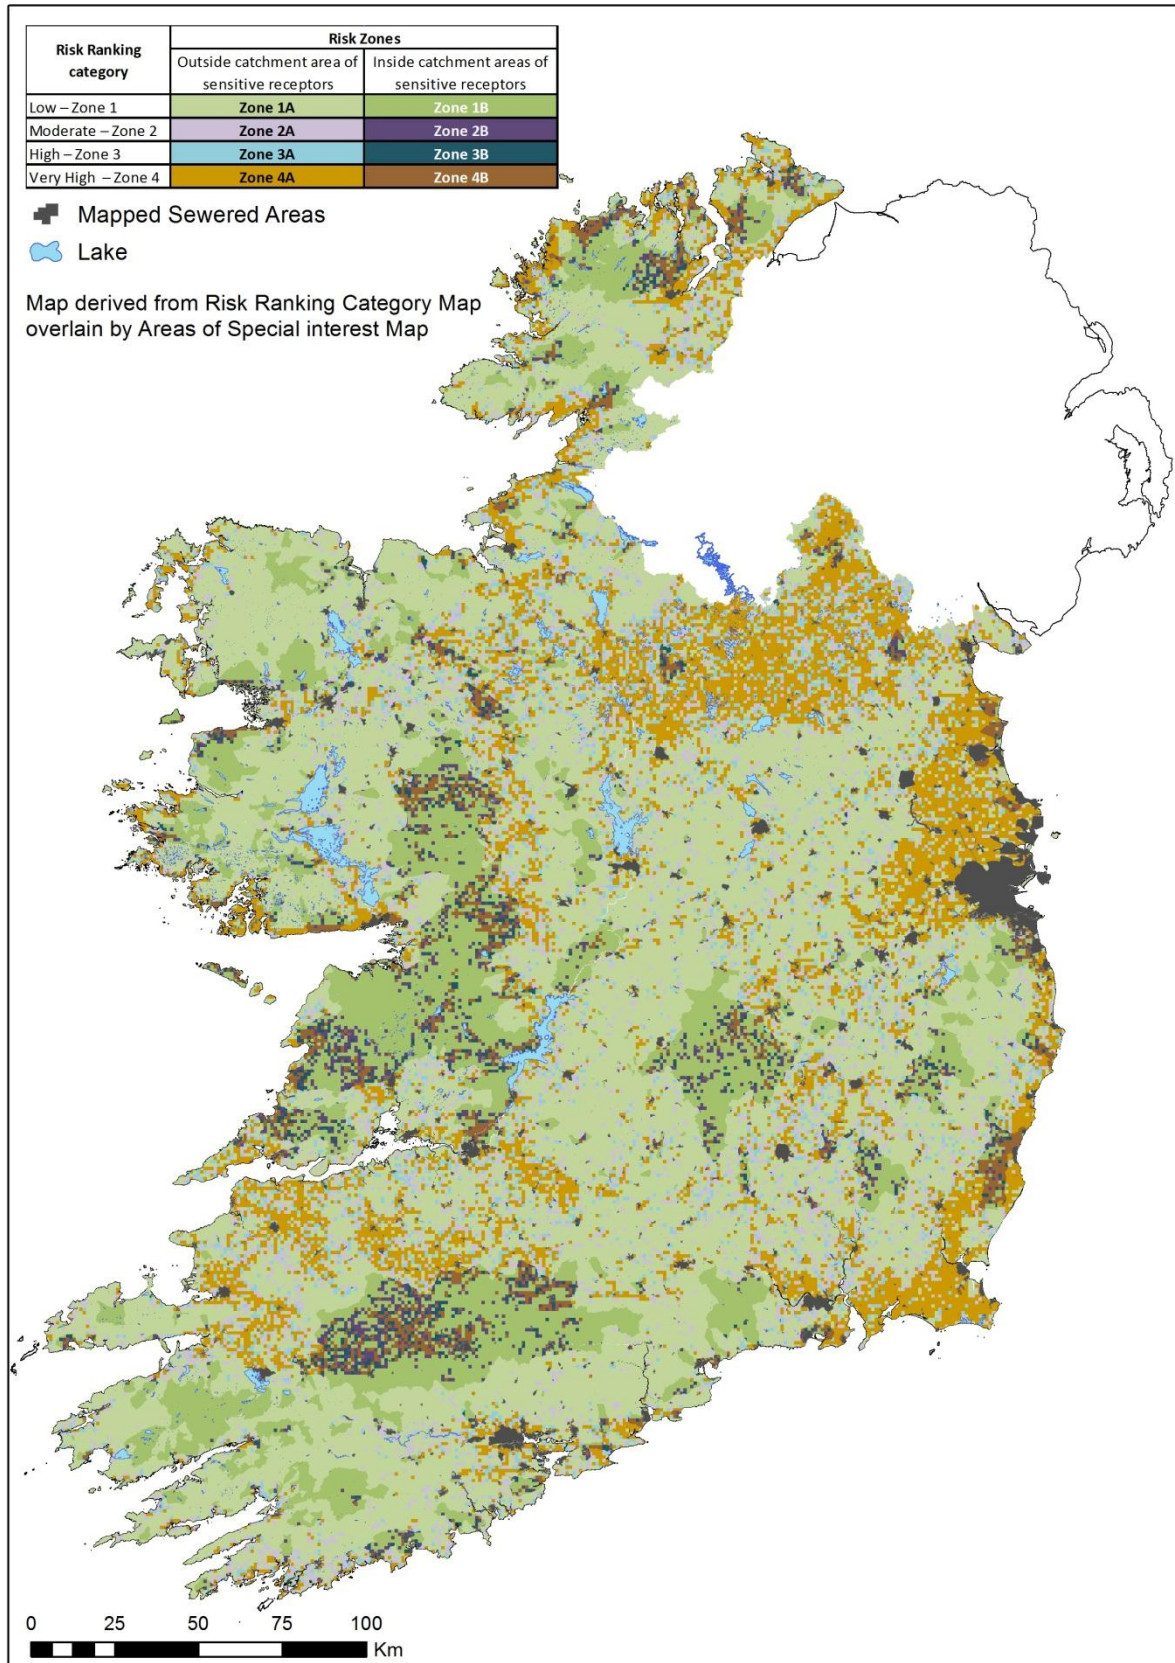 Risk Ranking category
Risk Zones
Outside catchment area of sensitive receptors
Inside catchment areas of sensitive receptors
Low – Zone 1
Zone 1A
Zone 1B
Moderate – Zone 2
Zone 2A
Zone 2B
High – Zone 3
Zone 3A
Zone 3B
Very High – Zone 4
Zone 4A
Zone 4B
Mapped Sewered Areas
Lake
Map derived from Risk Ranking Category Map
overlain by Areas of Special interest Map
0 25 50 75 100
Km